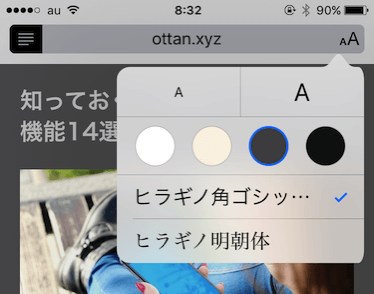 au 8:32 90%
ottan.xyz AA
知っておく
機能14選
A A
ヒラギノ角ゴシッ…
ヒラギノ明朝体